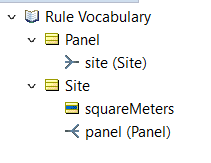 Rule Vocabulary
Panel
site (Site)
Site
squareMeters
panel (Panel)